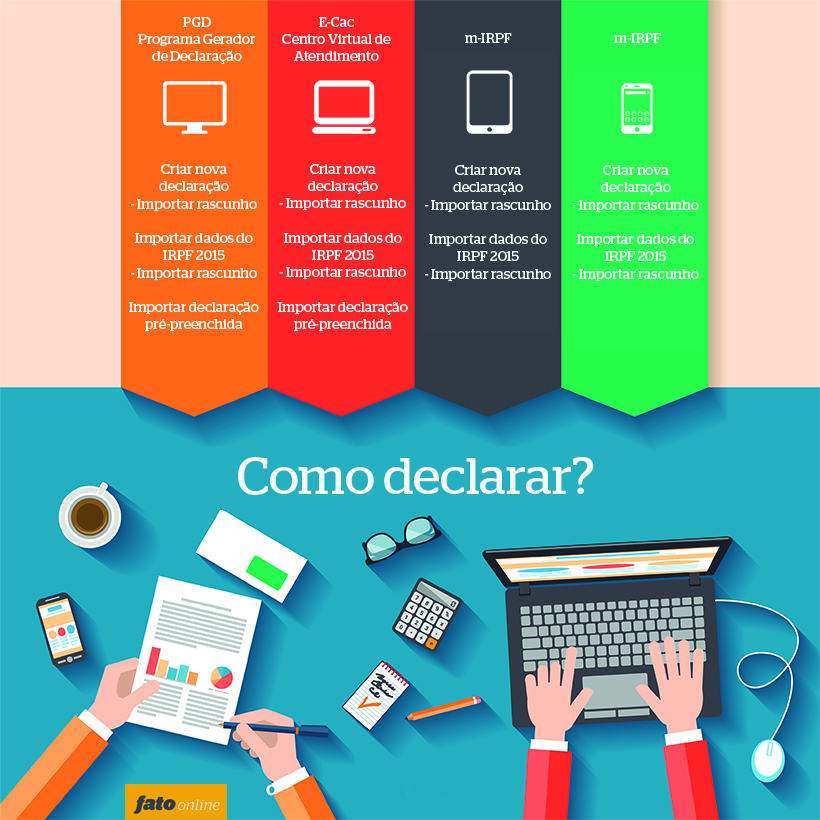 PGD
Programa Gerador
de Declaração
Criar nova
declaração
- Importar rascunho
Importar dados do
IRPF 2015
- Importar rascunho
Importar declaração
pré-preenchida
E-Cac
Centro Virtual de
Atendimento
Criar nova
declaração
- Importar rascunho
Importar dados do
IRPF 2015
- Importar rascunho
Importar declaração
pré-preenchida
m-IRPF
Criar nova
declaração
- Importar rascunho
Importar dados do
IRPF 2015
- Importar rascunho
m-IRPF
Criar nova
declaração
- Importar rascunho
Importar dados do
IRPF 2015
- Importar rascunho
Como declarar?
fato online